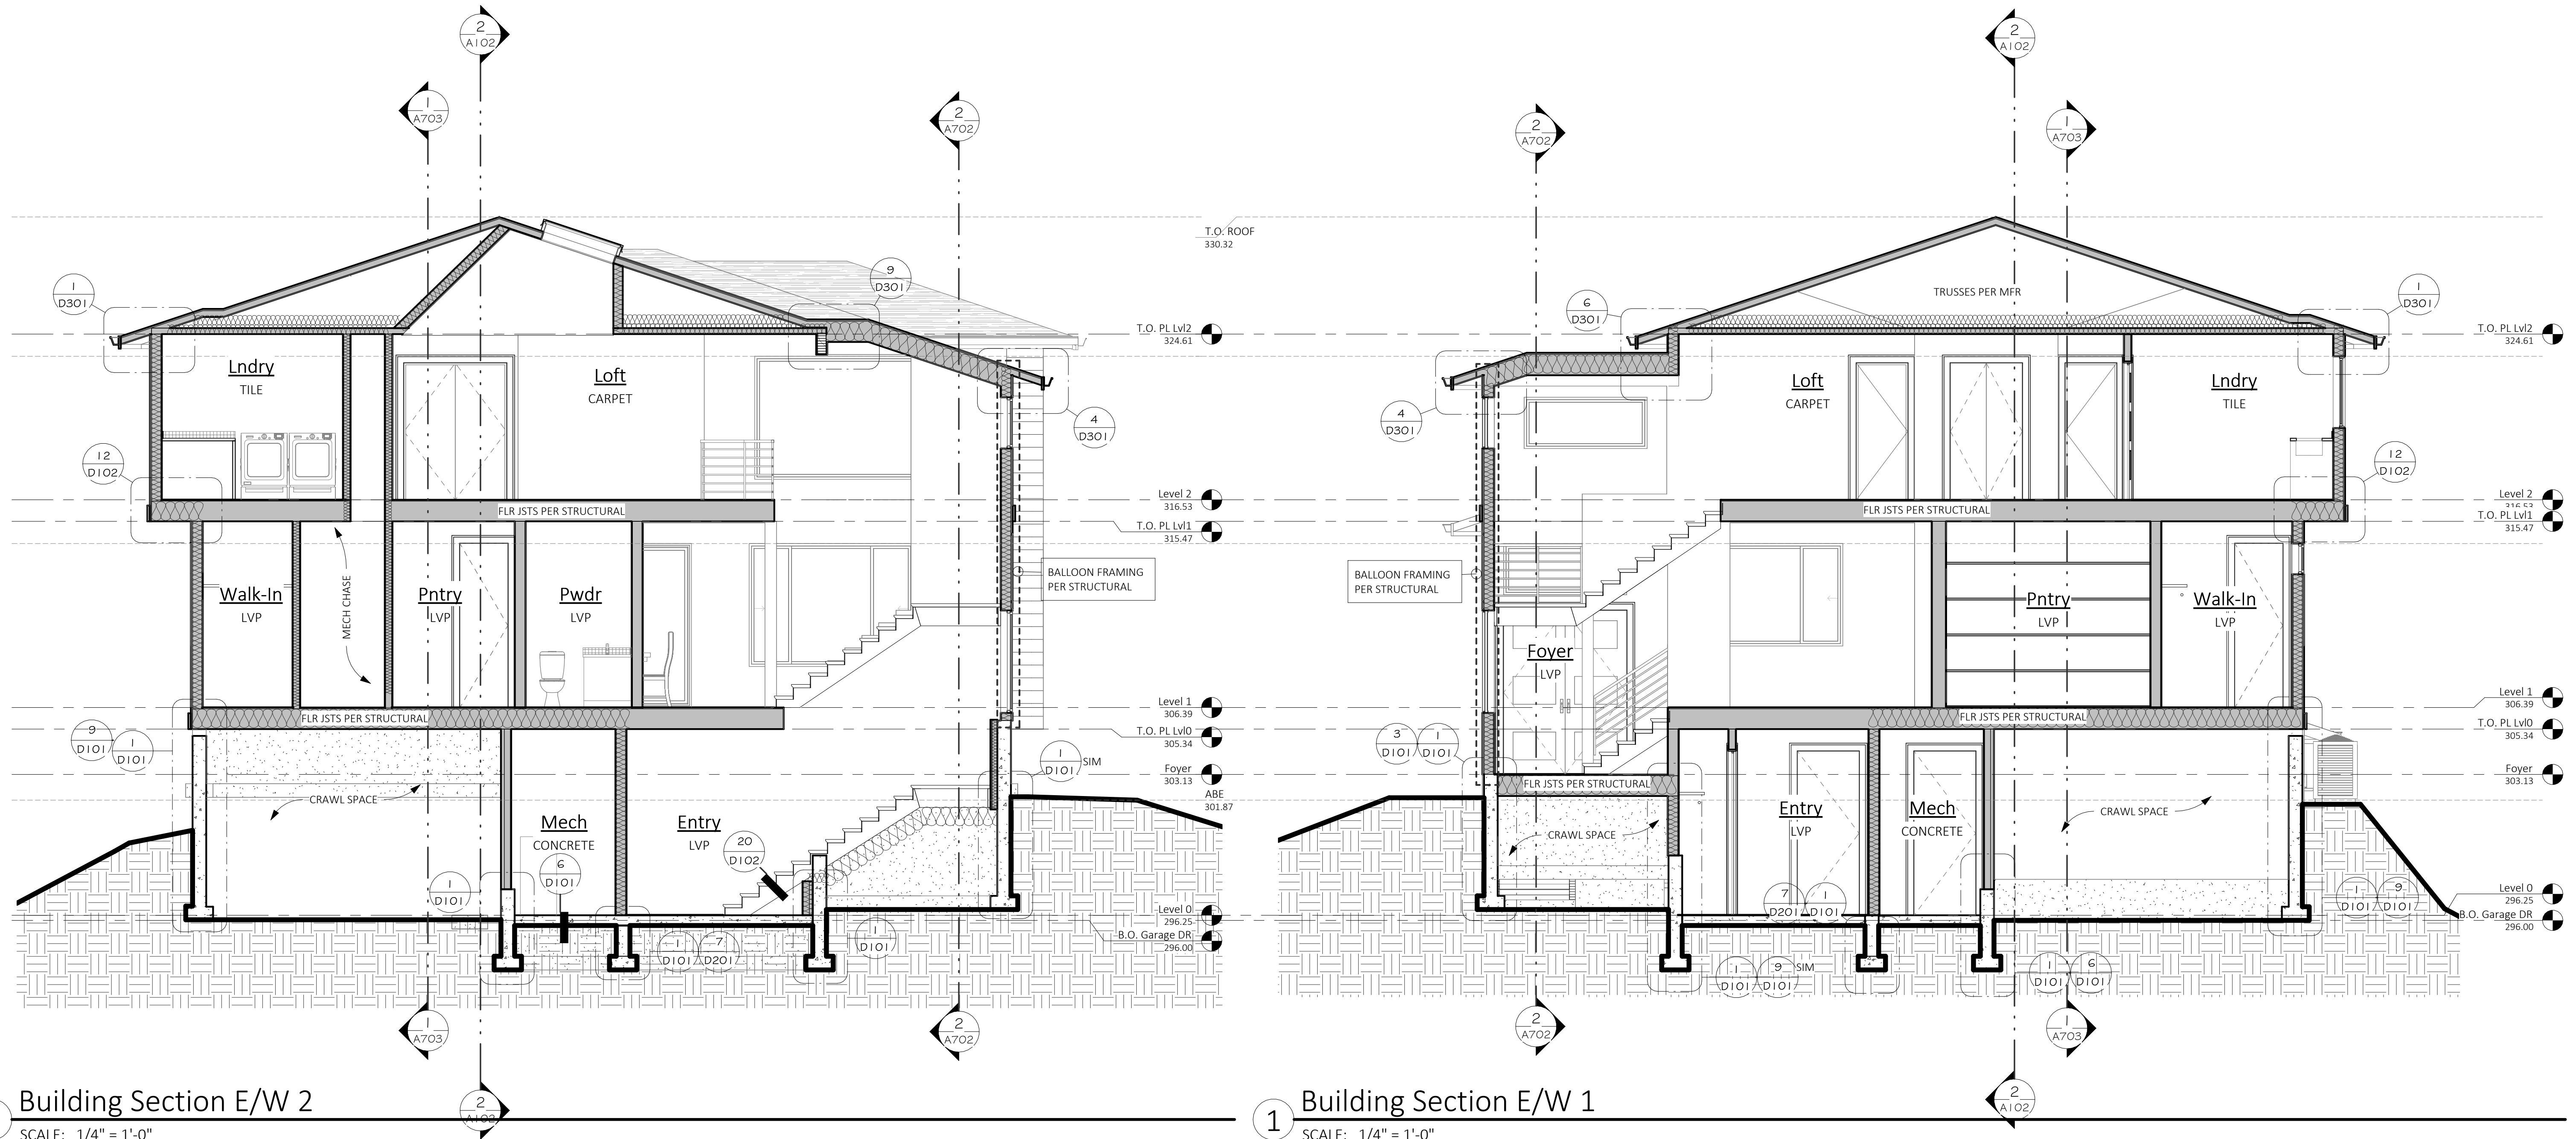 2
A102
1
A703
2
A702
T.O. ROOF
330.32
1
D301
9
D301
T.O. PL Lvl2
324.61
Lndry
TILE
Loft
CARPET
4
D301
12
D102
Level 2
316.53
FLR JSTS PER STRUCTURAL
T.O. PL Lvl1
315.47
BALLOON FRAMING
PER STRUCTURAL
Walk-In
LVP
MECH CHASE
Pntry
LVP
Pwdr
LVP
Level 1
306.39
FLR JSTS PER STRUCTURAL
9
D101
1
D101
T.O. PL Lvl0
305.34
1
D101
SIM
Foyer
303.13
ABE
301.87
CRAWL SPACE
Mech
CONCRETE
Entry
LVP
20
D102
6
D101
1
D101
Level 0
296.25
B.O. Garage DR
296.00
1
D101
7
D201
1
D101
1
A703
2
A702
Building Section E/W 2
SCALE: 1/4" = 1'-0"
2
A102
2
A102
2
A702
1
A703
TRUSSES PER MFR
6
D301
1
D301
T.O. PL Lvl2
324.61
4
D301
Loft
CARPET
Lndry
TILE
12
D102
Level 2
316.53
FLR JSTS PER STRUCTURAL
T.O. PL Lvl1
315.47
BALLOON FRAMING
PER STRUCTURAL
Foyer
LVP
Pntry
LVP
Walk-In
LVP
Level 1
306.39
FLR JSTS PER STRUCTURAL
T.O. PL Lvl0
305.34
3
D101
1
D101
Foyer
303.13
FLR JSTS PER STRUCTURAL
Entry
LVP
Mech
CONCRETE
CRAWL SPACE
CRAWL SPACE
7
D201
1
D101
1
D101
9
D101
Level 0
296.25
B.O. Garage DR
296.00
1
D101
9
D101
SIM
1
D101
6
D101
2
A702
1
A703
1
Building Section E/W 1
SCALE: 1/4" = 1'-0"
2
A102